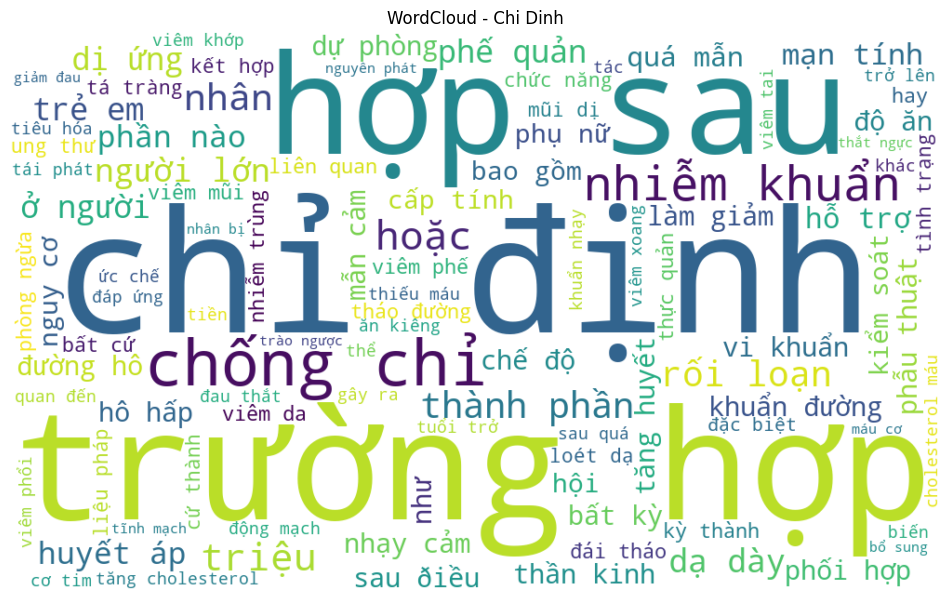 WordCloud - Chi Dinh
viêm khớp
dị ứng
kết hợp
giảm đau
tá tràng
trẻ em
nhân
tiêu hóa
ung thư
phần nào
tái phát
người lớn
viêm mũi
ở người
hợp sau
dự phòng
phế quản
nguyên phát
chức năng
tác
quá mẫn
mạn tính
trở lên
hay
mũi dị
phụ nữ
viêm tai
độ ăn
thắt ngực
liên quan
bao gồm
nhiễm khuẩn
khác
tình trạng
cấp tính
làm giảm
hỗ trợ
chỉ định
nhân bị
nhiễm trùng
mẫn cảm
hoặc
khuẩn nhạy
viêm xoang
thực quản
kiểm soát
phẫu thuật
phòng ngừa
nguy cơ
ức chế
đáp ứng
viêm phế
thiếu máu
tiền
tháo đường
ăn kiêng
bất cứ
trào ngược
thể
đường hô
chống chỉ
chế độ
vi khuẩn
rối loạn
tăng huyết
cholesterol máu
quan đến
đau thắt
gây ra
hô hấp
viêm da
thành phần
khuẩn đường
đặc biệt
máu cơ
tuổi trở
sau quá
trường hợp
viêm phổi
liệu pháp
cứ thành
như
loét dạ
hội
bất kỳ
tĩnh mạch
động mạch
kỳ thành
biến
huyết áp
triệu
nhạy cảm
đái tháo
bổ sung
cơ tim
tăng cholesterol
sau ðiều
thần kinh
dạ dày
phối hợp